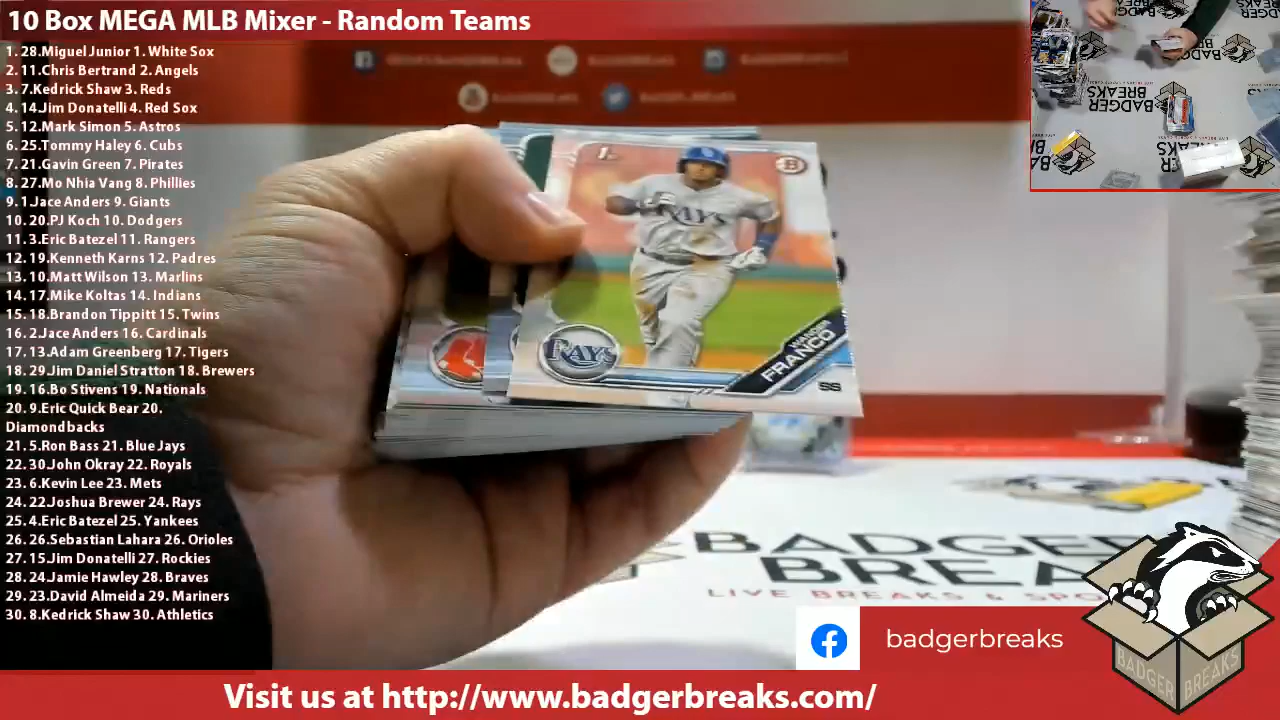 10 Box MEGA MLB Mixer - Random Teams
1. 28.Miguel Junior 1. White Sox
2. 11.Chris Bertrand 2. Angels
3. 7.Kedrick Shaw 3. Reds
4. 14.Jim Donatelli 4. Red Sox
5. 12.Mark Simon 5. Astros
6. 25.Tommy Haley 6. Cubs
7. 21.Gavin Green 7. Pirates
8. 27.Mo Nhia Vang 8. Phillies
9. 1.Jace Anders 9. Giants
10. 20.PJ Koch 10. Dodgers
11. 3.Eric Batezel 11. Rangers
12. 19.Kenneth Karns 12. Padres
13. 10.Matt Wilson 13. Marlins
14. 17.Mike Koltas 14. Indians
15. 18.Brandon Tippitt 15. Twins
16. 2.Jace Anders 16. Cardinals
17. 13.Adam Greenberg 17. Tigers
18. 29.Jim Daniel Stratton 18. Brewers
19. 16.Bo Stivens 19. Nationals
20. 9.Eric Quick Bear 20.
Diamondbacks
21. 5.Ron Bass 21. Blue Jays
22. 30.John Okray 22. Royals
23. 6.Kevin Lee 23. Mets
24. 22.Joshua Brewer 24. Rays
25. 4.Eric Batezel 25. Yankees
26. 26.Sebastian Lahara 26. Orioles
27. 15.Jim Donatelli 27. Rockies
28. 24.Jamie Hawley 28. Braves
29. 23.David Almeida 29. Mariners
30. 8.Kedrick Shaw 30. Athletics
BADGER
BREAKS
1st
B
RAYS
RAYS
WANDER
FRANCO
SS
BADGER
BREA
LIVE BREAKS & SPO
badgerbreaks
BADGER BREAKS
Visit us at http://www.badgerbreaks.com/